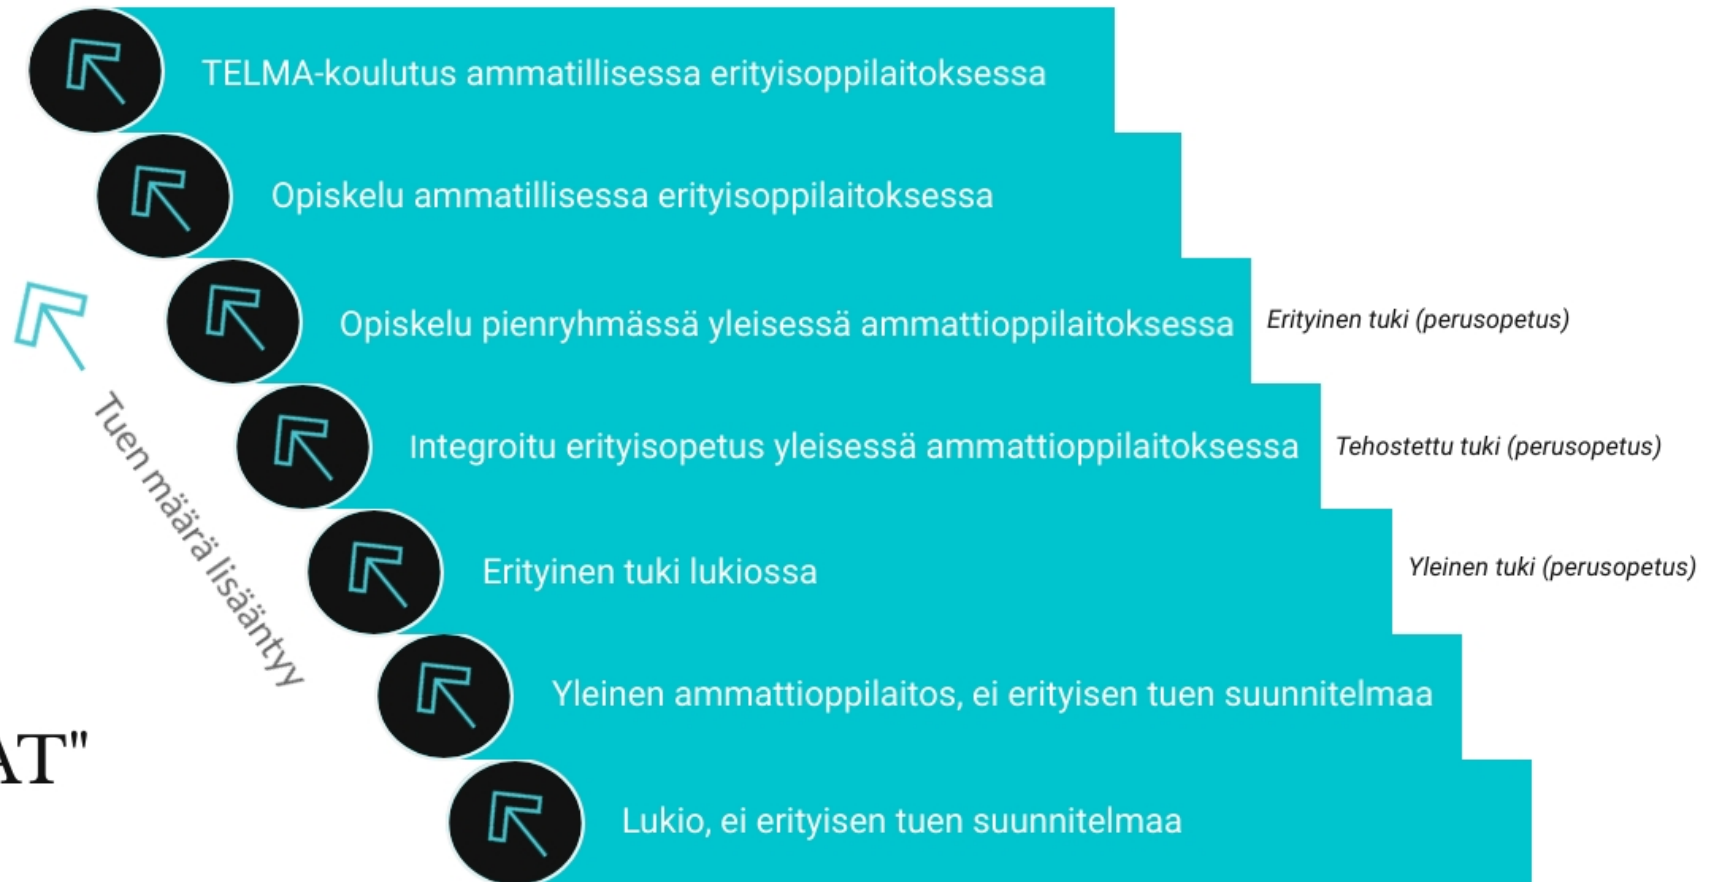 TELMA-koulutus ammatillisessa erityisoppilaitoksessa
Opiskelu ammatillisessa erityisoppilaitoksessa
Opiskelu pienryhmässä yleisessä ammattioppilaitoksessa
Erityinen tuki (perusopetus)
Integroitu erityisopetus yleisessä ammattioppilaitoksessa
Tehostettu tuki (perusopetus)
Tuen määrä lisääntyy
Erityinen tuki lukiossa
Yleinen tuki (perusopetus)
Yleinen ammattioppilaitos, ei erityisen tuen suunnitelmaa
AT"
Lukio, ei erityisen tuen suunnitelmaa